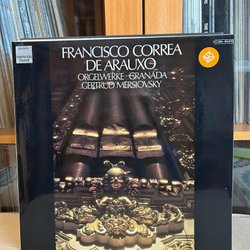 FRANCISCO CORREA
DE ARAUXO
ORGELWERKE · GRANADA
GERTRUD MERSIOVSKY